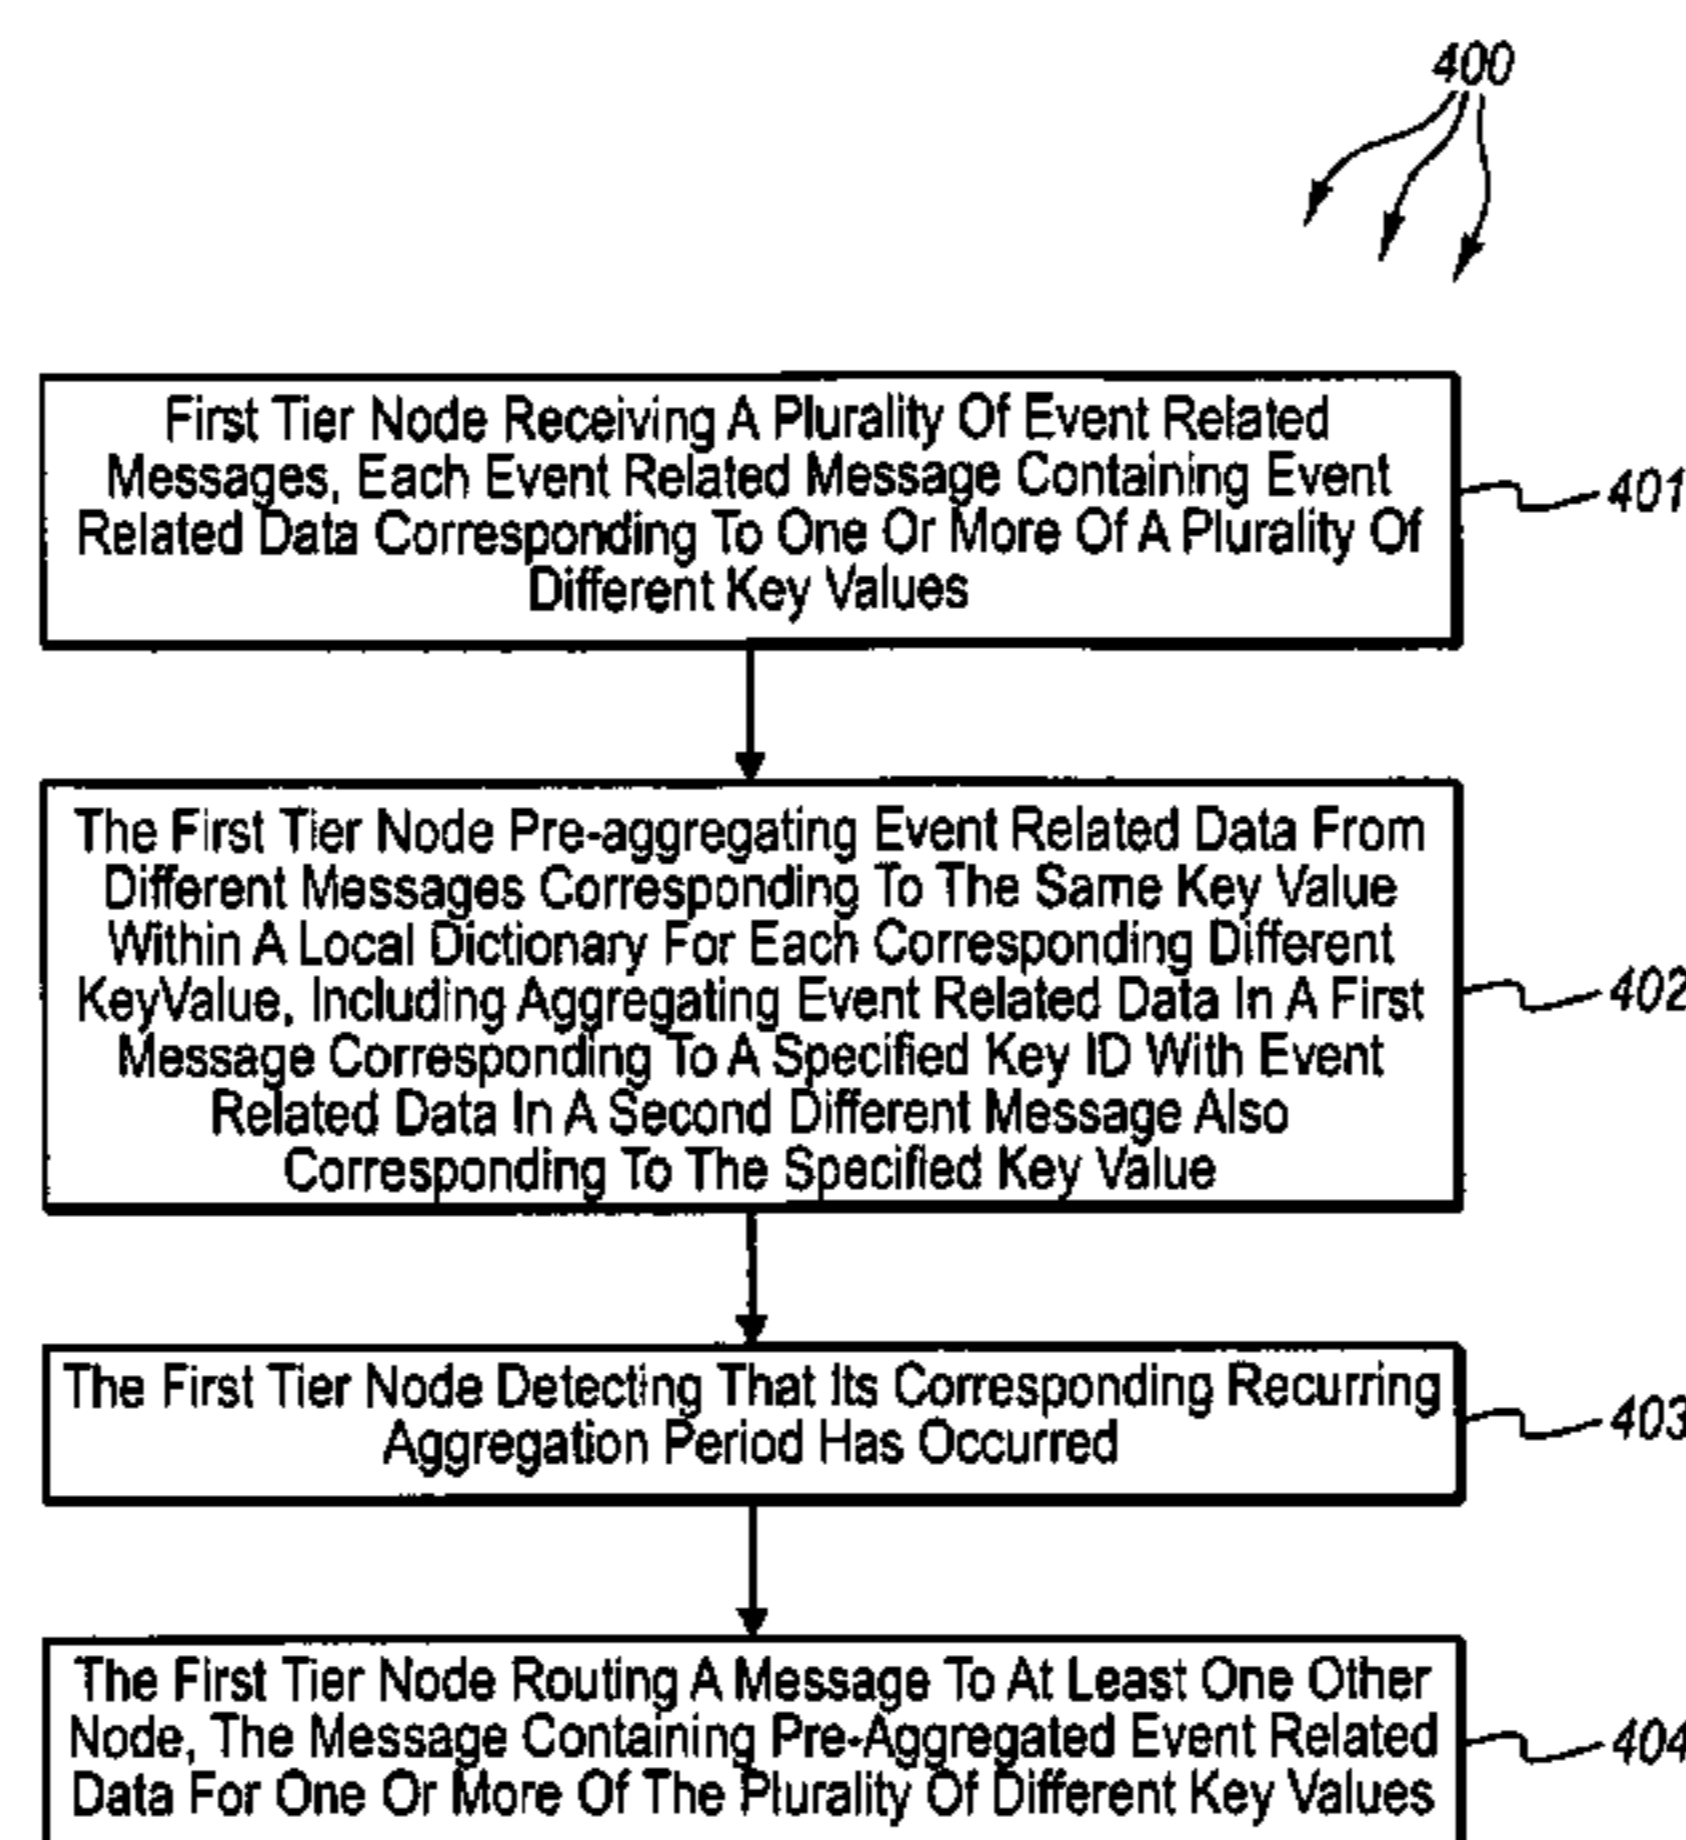 400
First Tier Node Receiving A Plurality Of Event Related
Messages, Each Event Related Message Containing Event
Related Data Corresponding To One Or More Of A Plurality Of
Different Key Values
401
The First Tier Node Pre-aggregating Event Related Data From
Different Messages Corresponding To The Same Key Value
Within A Local Dictionary For Each Corresponding Different
KeyValue, Including Aggregating Event Related Data In A First
Message Corresponding To A Specified Key ID With Event
Related Data In A Second Different Message Also
Corresponding To The Specified Key Value
402
The First Tier Node Detecting That Its Corresponding Recurring
Aggregation Period Has Occurred
403
The First Tier Node Routing A Message To At Least One Other
Node, The Message Containing Pre-Aggregated Event Related
Data For One Or More Of The Plurality Of Different Key Values
404